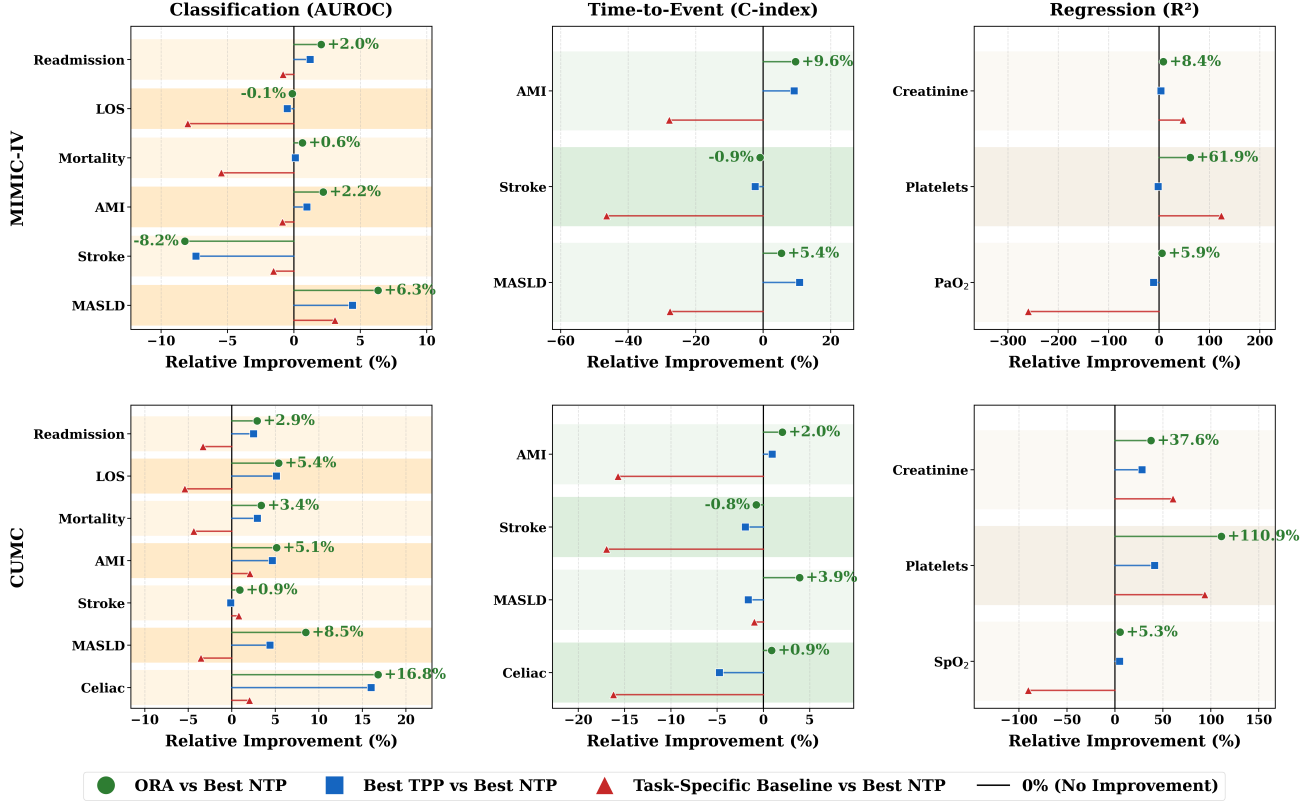 Classification (AUROC)
Time-to-Event (C-index)
Regression (R²)
MIMIC-IV
Readmission
+2.0%
LOS
-0.1%
Mortality
+0.6%
AMI
+2.2%
Stroke
-8.2%
MASLD
+6.3%
−10 −5 0 5 10
Relative Improvement (%)
AMI
+9.6%
Stroke
-0.9%
MASLD
+5.4%
−60 −40 −20 0 20
Relative Improvement (%)
Creatinine
+8.4%
Platelets
+61.9%
PaO₂
+5.9%
−300 −200 −100 0 100 200
Relative Improvement (%)
CUMC
Readmission
+2.9%
LOS
+5.4%
Mortality
+3.4%
AMI
+5.1%
Stroke
+0.9%
MASLD
+8.5%
Celiac
+16.8%
−10 −5 0 5 10 15 20
Relative Improvement (%)
AMI
+2.0%
Stroke
-0.8%
MASLD
+3.9%
Celiac
+0.9%
−20 −15 −10 −5 0 5
Relative Improvement (%)
Creatinine
+37.6%
Platelets
+110.9%
SpO₂
+5.3%
−100 −50 0 50 100 150
Relative Improvement (%)
ORA vs Best NTP
Best TPP vs Best NTP
Task-Specific Baseline vs Best NTP
0% (No Improvement)